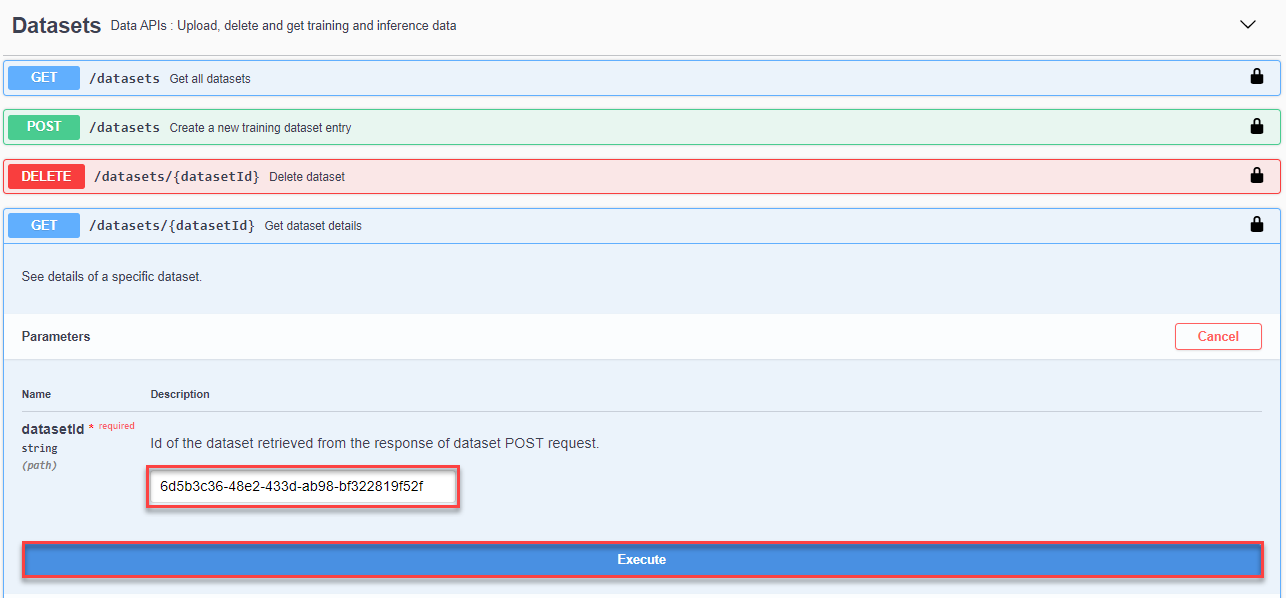 Datasets Data APIs : Upload, delete and get training and inference data
GET /datasets Get all datasets
POST /datasets Create a new training dataset entry
DELETE /datasets/{datasetId} Delete dataset
GET /datasets/{datasetId} Get dataset details
See details of a specific dataset.
Parameters Cancel
Name Description
datasetId * required
string
(path)
Id of the dataset retrieved from the response of dataset POST request.
6d5b3c36-48e2-433d-ab98-bf322819f52f
Execute